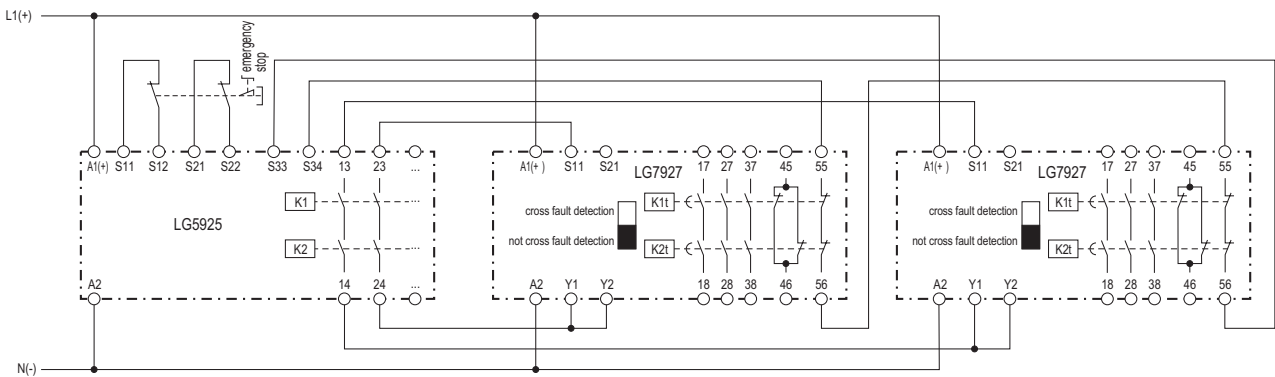 L1(+)
emergency
stop
A1(+) S11 S12 S21 S22 S33 S34 13 23 ...
K1 ...
LG5925
K2 ...
A2 14 24 ...
A1(+ ) S11 S21 17 27 37 45 55
LG7927
cross fault detection K1t
not cross fault detection K2t
A2 Y1 Y2 18 28 38 46 56
A1(+ ) S11 S21 17 27 37 45 55
LG7927
cross fault detection K1t
not cross fault detection K2t
A2 Y1 Y2 18 28 38 46 56
N(-)